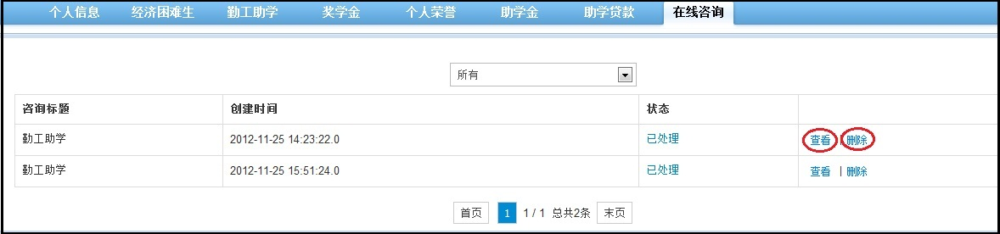 个人信息 经济困难生 勤工助学 奖学金 个人荣誉 助学金 助学贷款 在线咨询
所有
咨询标题 创建时间 状态
勤工助学 2012-11-25 14:23:22.0 已处理 查看 | 删除
勤工助学 2012-11-25 15:51:24.0 已处理 查看 | 删除
首页 1 1 / 1 总共2条 末页